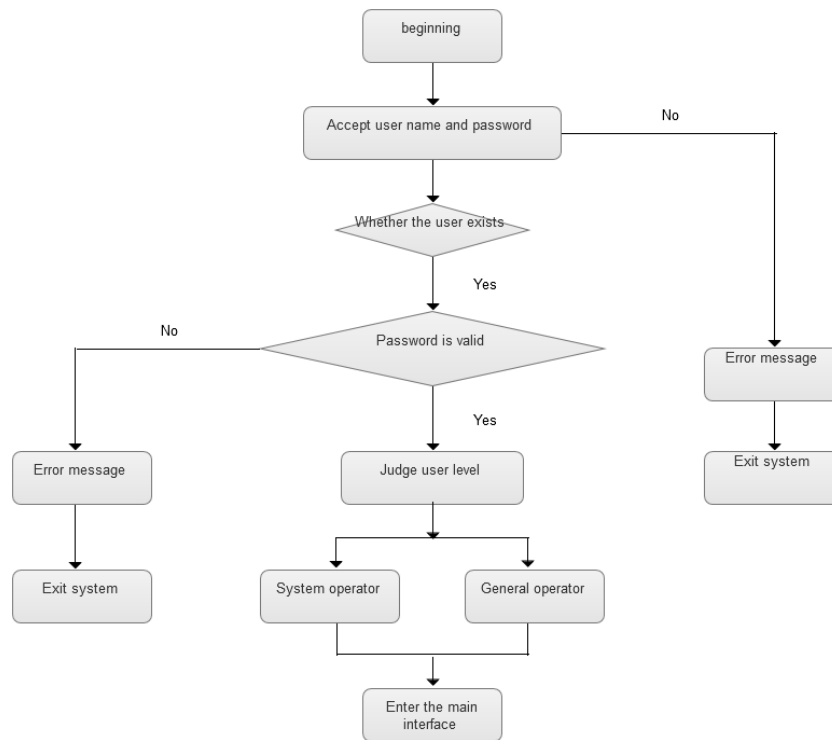 beginning
Accept user name and password
No
Whether the user exists
Yes
No
Password is valid
Error message
Yes
Error message
Judge user level
Exit system
Exit system
System operator
General operator
Enter the main
interface